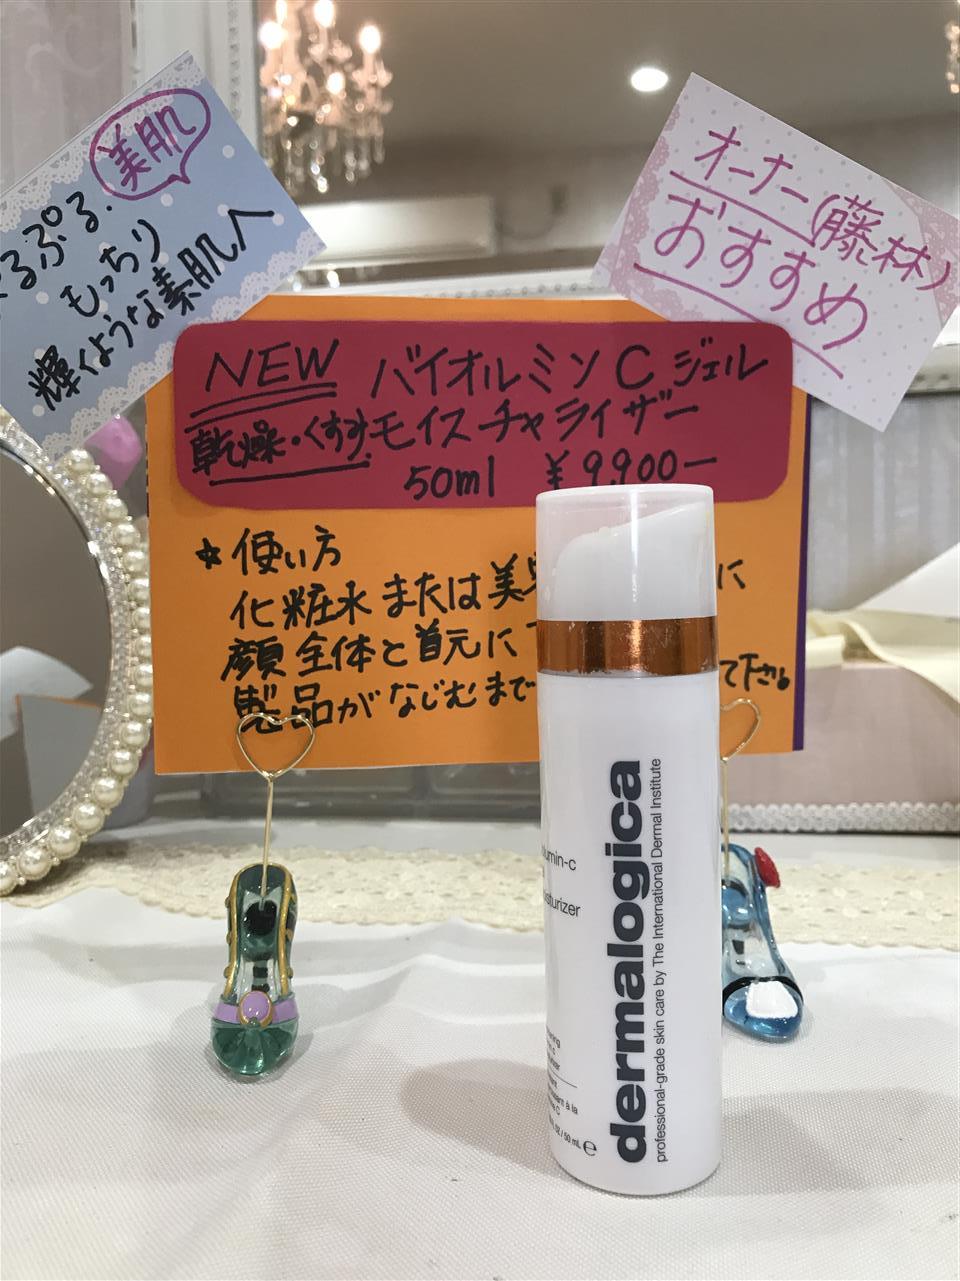 美肌
ぷる
もっちり
輝くような素肌へ
オーナー(藤林)
おすすめ
NEW バイオルミン C ジェル
乾燥・くすみ モイスチャライザー
50ml ¥9,900ー
☆使い方
化粧水または美 に
顔全体と首元に
製品がなじむまで て下さい
dermalogica
professional-grade skin care by The International Dermal Institute
umin-c
sturizer
/ 50 mL ℮